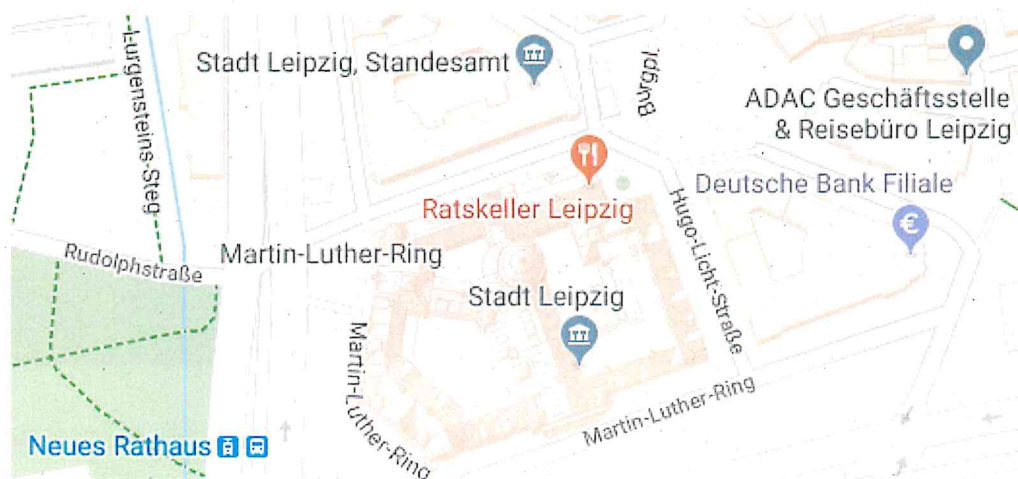 Lurgensteins-Steg
Stadt Leipzig, Standesamt
Burgpl.
ADAC Geschäftsstelle
& Reisebüro Leipzig
Ratskeller Leipzig
Deutsche Bank Filiale
Hugo-Licht-Straße
Rudolphstraße
Martin-Luther-Ring
Stadt Leipzig
Martin-Luther-Ring
Martin-Luther-Ring
Neues Rathaus